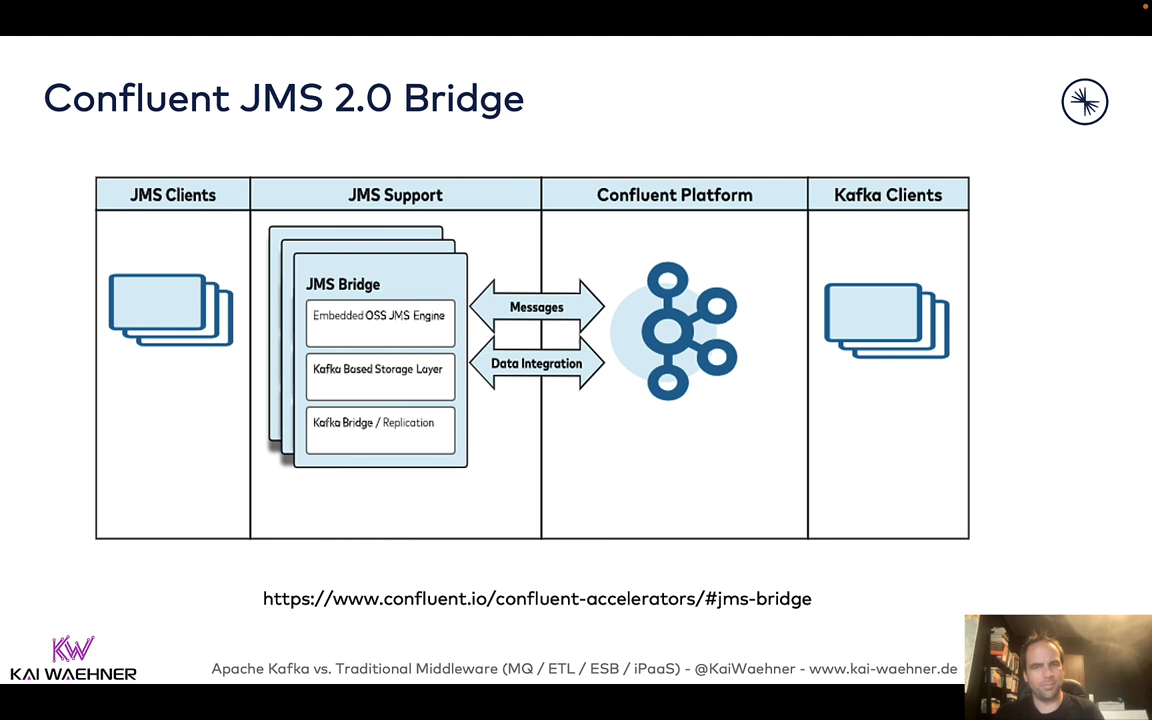 Confluent JMS 2.0 Bridge
JMS Clients
JMS Support
Confluent Platform
Kafka Clients
JMS Bridge
Embedded OSS JMS Engine
Kafka Based Storage Layer
Kafka Bridge / Replication
Messages
Data Integration
https://www.confluent.io/confluent-accelerators/#jms-bridge
KW
KAI WAEHNER
Apache Kafka vs. Traditional Middleware (MQ / ETL / ESB / iPaaS) - @KaiWaehner - www.kai-waehner.de